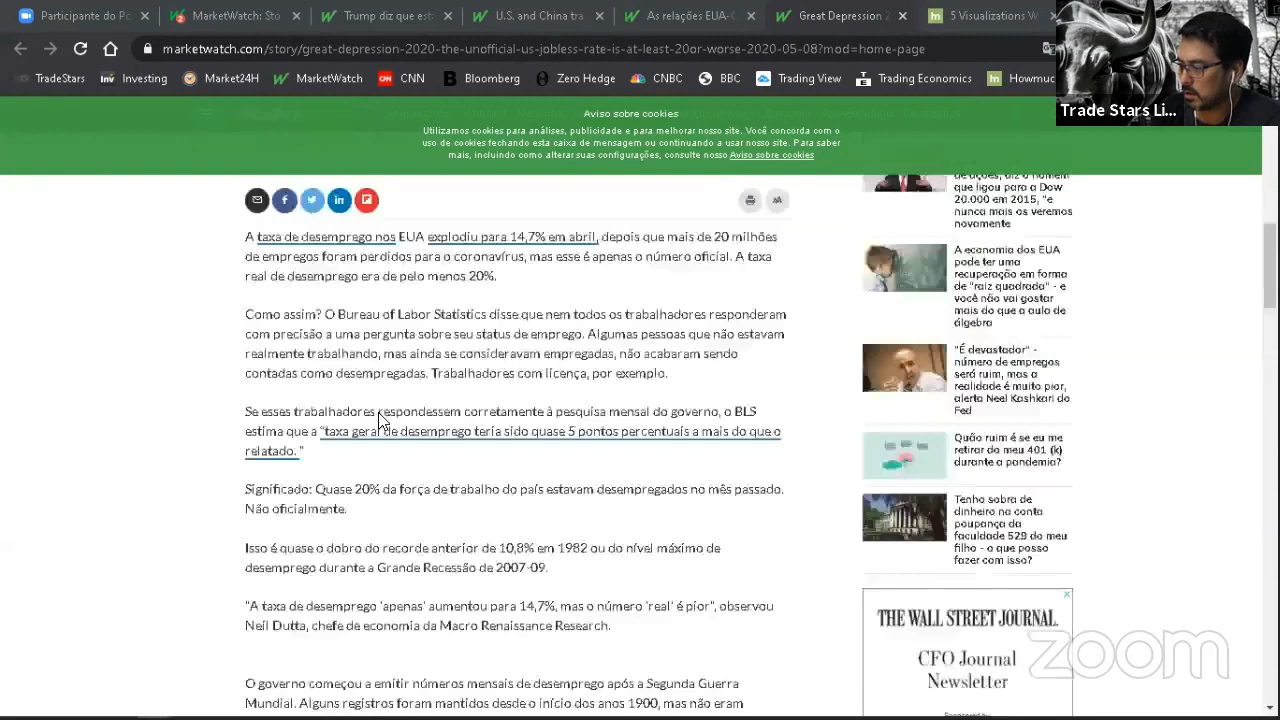 Participante do Po
MarketWatch: Sto
Trump diz que est
U.S. and China tra
As relações EUA-C
Great Depression 2
5 Visualizations W
marketwatch.com/story/great-depression-2020-the-unofficial-us-jobless-rate-is-at-least-20or-worse-2020-05-08?mod=home-page
TradeStars
Investing
Market24H
MarketWatch
CNN
Bloomberg
Zero Hedge
CNBC
BBC
Trading View
Trading Economics
Howmuc
Trade Stars Li...
Aviso sobre cookies
Utilizamos cookies para análises, publicidade e para melhorar nosso site. Você concorda com o
uso de cookies fechando esta caixa de mensagem ou continuando a usar nosso site. Para saber
mais, incluindo como alterar suas configurações, consulte nosso Aviso sobre cookies
A taxa de desemprego nos EUA explodiu para 14,7% em abril, depois que mais de 20 milhões
de empregos foram perdidos para o coronavírus, mas esse é apenas o número oficial. A taxa
real de desemprego era de pelo menos 20%.
Como assim? O Bureau of Labor Statistics disse que nem todos os trabalhadores responderam
com precisão a uma pergunta sobre seu status de emprego. Algumas pessoas que não estavam
realmente trabalhando, mas ainda se consideravam empregadas, não acabaram sendo
contadas como desempregadas. Trabalhadores com licença, por exemplo.
Se esses trabalhadores respondessem corretamente à pesquisa mensal do governo, o BLS
estima que a "taxa geral de desemprego teria sido quase 5 pontos percentuais a mais do que o
relatado. "
Significado: Quase 20% da força de trabalho do país estavam desempregados no mês passado.
Não oficialmente.
Isso é quase o dobro do recorde anterior de 10,8% em 1982 ou do nível máximo de
desemprego durante a Grande Recessão de 2007-09.
"A taxa de desemprego 'apenas' aumentou para 14,7%, mas o número 'real' é pior", observou
Neil Dutta, chefe de economia da Macro Renaissance Research.
O governo começou a emitir números mensais de desemprego após a Segunda Guerra
Mundial. Alguns registros foram mantidos desde o início dos anos 1900, mas não eram
de ações, diz o homem
que ligou para a Dow
20.000 em 2015, "e
nunca mais os veremos
novamente
A economia dos EUA
pode ter uma
recuperação em forma
de "raiz quadrada" - e
você não vai gostar
mais do que a aula de
álgebra
"É devastador" -
número de empregos
será ruim, mas a
realidade é muito pior,
alerta Neel Kashkari do
Fed
Quão ruim é se eu me
retirar do meu 401 (k)
durante a pandemia?
Tenho sobra de
dinheiro na conta
poupança da
faculdade 529 do meu
filho - o que posso
fazer com isso?
THE WALL STREET JOURNAL.
CFO Journal
Newsletter
Sponsored by
zoom